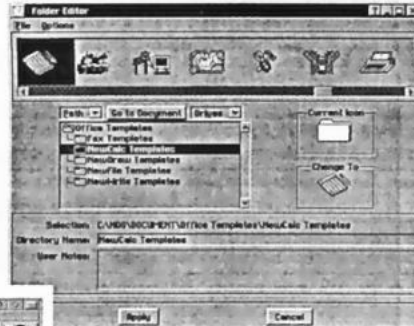 Folder Editor
File Options
Path Go to Document Drives
Office Templates
Fax Templates
NewCalc Templates
NewDraw Templates
NewFile Templates
NewWrite Templates
Current Icon
Change To
Selection: C:\NDO\DOCUMENT\Office Templates\NewCalc Templates
Directory Name: NewCalc Templates
User Notes:
Apply Cancel